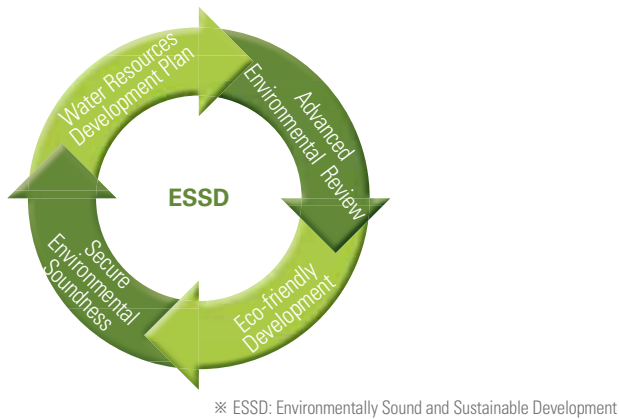 Water Resources
Development Plan
Advanced
Environmental Review
ESSD
Secure
Environmental
Soundness
Eco-friendly
Development
※ ESSD: Environmentally Sound and Sustainable Development